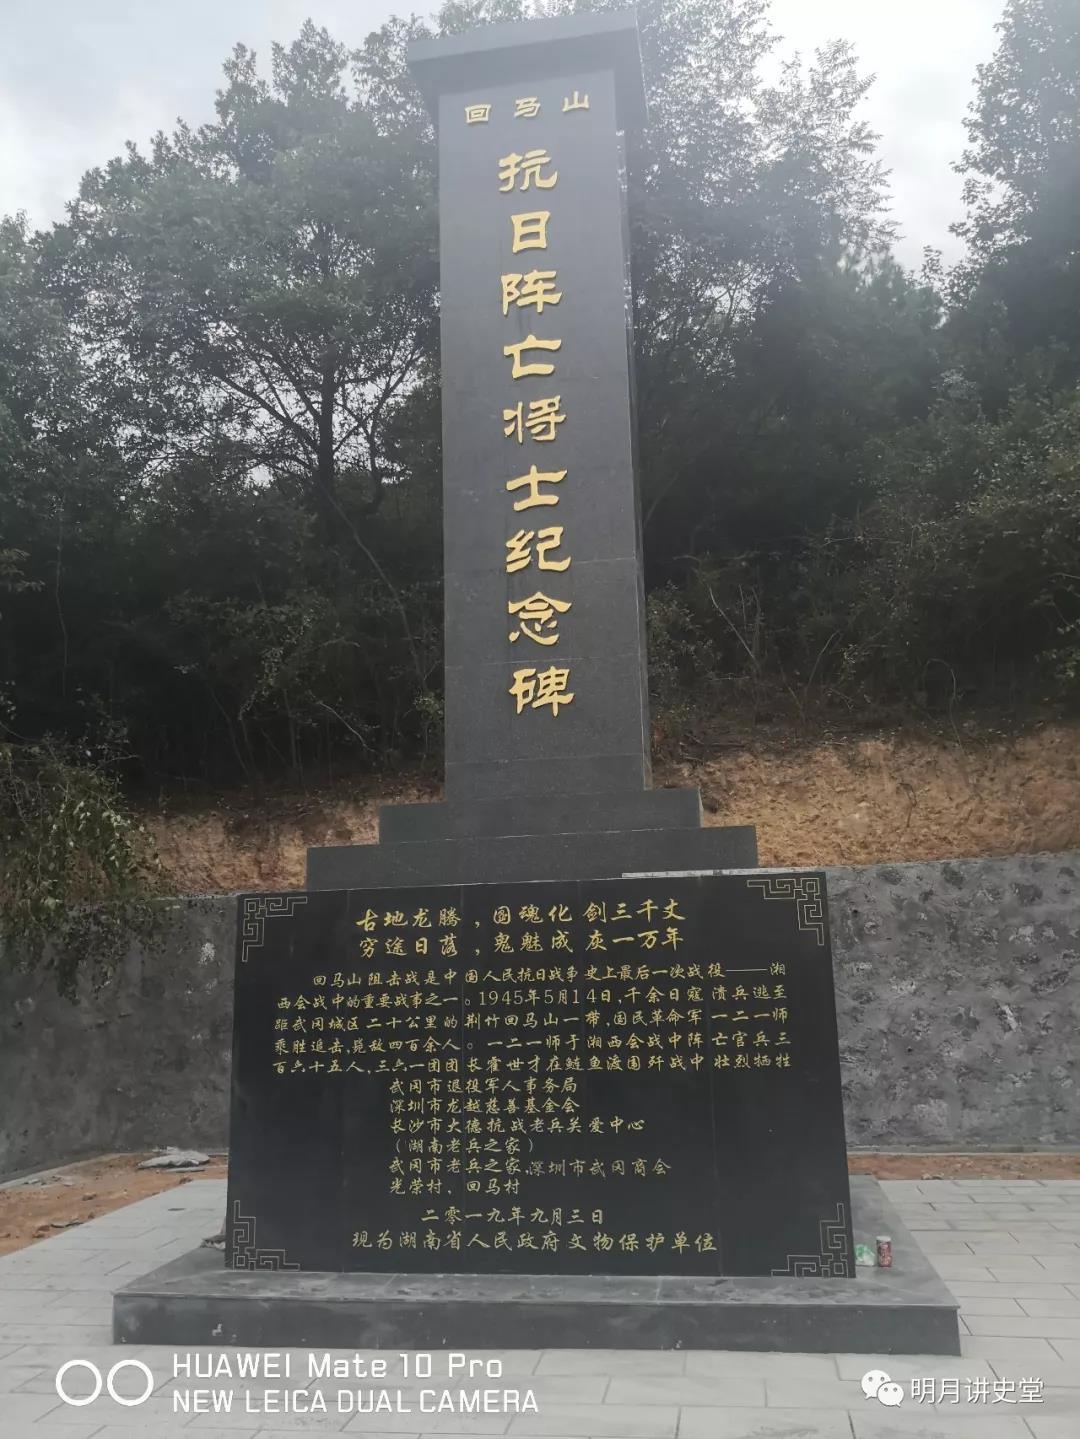 回马山
抗日阵亡将士纪念碑
古地龙腾，国魂化剑三千丈
穷途日落，鬼魅成灰一万年
回马山阻击战是中国人民抗日战争史上最后一次战役——湘
西会战中的重要战事之一。1945年5月14日，千余日寇溃兵逃至
距武冈城区二十公里的荆竹回马山一带，国民革命军一二一师
乘胜追击，毙敌四百余人。一二一师于湘西会战中阵亡官兵三
百六十五人，三六一团团长霍世才在鲢鱼渡围歼战中壮烈牺牲
武冈市退役军人事务局
深圳市龙越慈善基金会
长沙市大德抗战老兵关爱中心
（湖南老兵之家）
武冈市老兵之家、深圳市武冈商会
光荣村、回马村
二零一九年九月三日
现为湖南省人民政府文物保护单位
HUAWEI Mate 10 Pro
NEW LEICA DUAL CAMERA
明月讲史堂